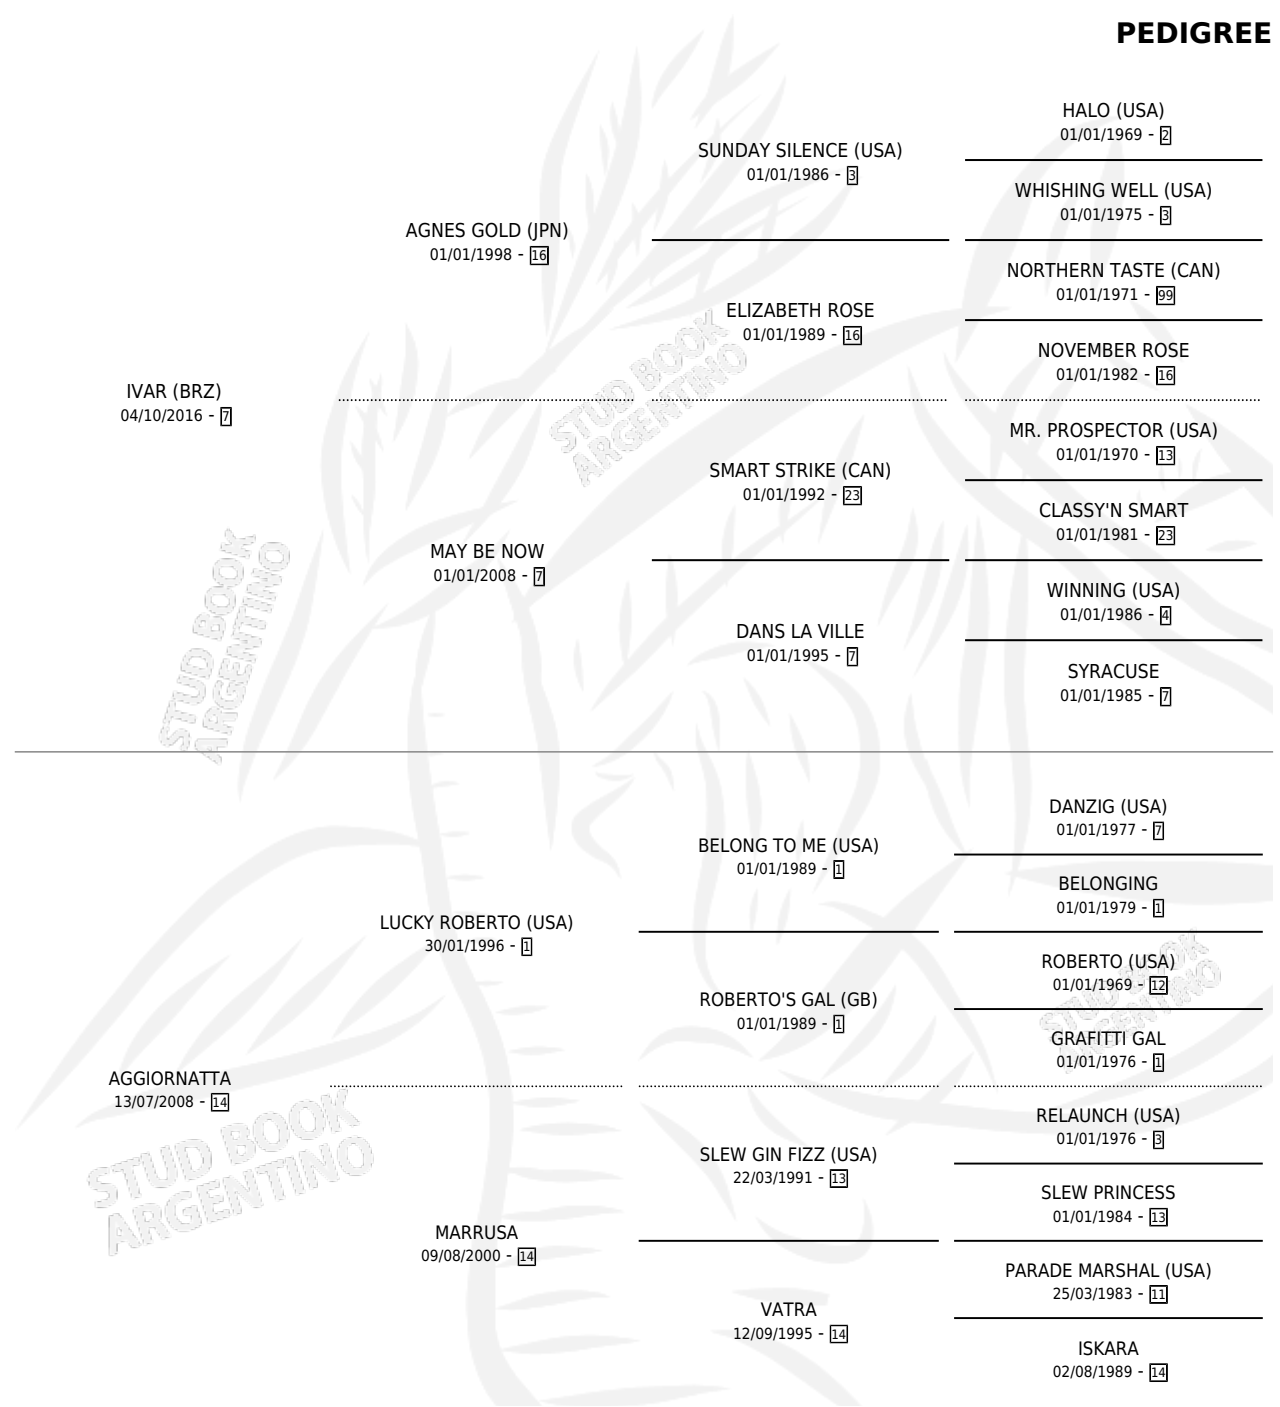 PEDIGREE
HALO (USA)
01/01/1969 - 2
SUNDAY SILENCE (USA)
01/01/1986 - 3
WHISHING WELL (USA)
01/01/1975 - 3
AGNES GOLD (JPN)
01/01/1998 - 16
NORTHERN TASTE (CAN)
01/01/1971 - 99
ELIZABETH ROSE
01/01/1989 - 16
NOVEMBER ROSE
01/01/1982 - 16
IVAR (BRZ)
04/10/2016 - 7
MR. PROSPECTOR (USA)
01/01/1970 - 13
SMART STRIKE (CAN)
01/01/1992 - 23
CLASSY'N SMART
01/01/1981 - 23
MAY BE NOW
01/01/2008 - 7
WINNING (USA)
01/01/1986 - 4
DANS LA VILLE
01/01/1995 - 7
SYRACUSE
01/01/1985 - 7
DANZIG (USA)
01/01/1977 - 7
BELONG TO ME (USA)
01/01/1989 - 1
BELONGING
01/01/1979 - 1
LUCKY ROBERTO (USA)
30/01/1996 - 1
ROBERTO (USA)
01/01/1969 - 12
ROBERTO'S GAL (GB)
01/01/1989 - 1
GRAFITTI GAL
01/01/1976 - 1
AGGIORNATTA
13/07/2008 - 14
RELAUNCH (USA)
01/01/1976 - 3
SLEW GIN FIZZ (USA)
22/03/1991 - 13
SLEW PRINCESS
01/01/1984 - 13
MARRUSA
09/08/2000 - 14
PARADE MARSHAL (USA)
25/03/1983 - 11
VATRA
12/09/1995 - 14
ISKARA
02/08/1989 - 14
STUD BOOK
ARGENTINO
STUD BOOK
ARGENTINO
STUD BOOK
ARGENTINO
STUD BOOK
ARGENTINO